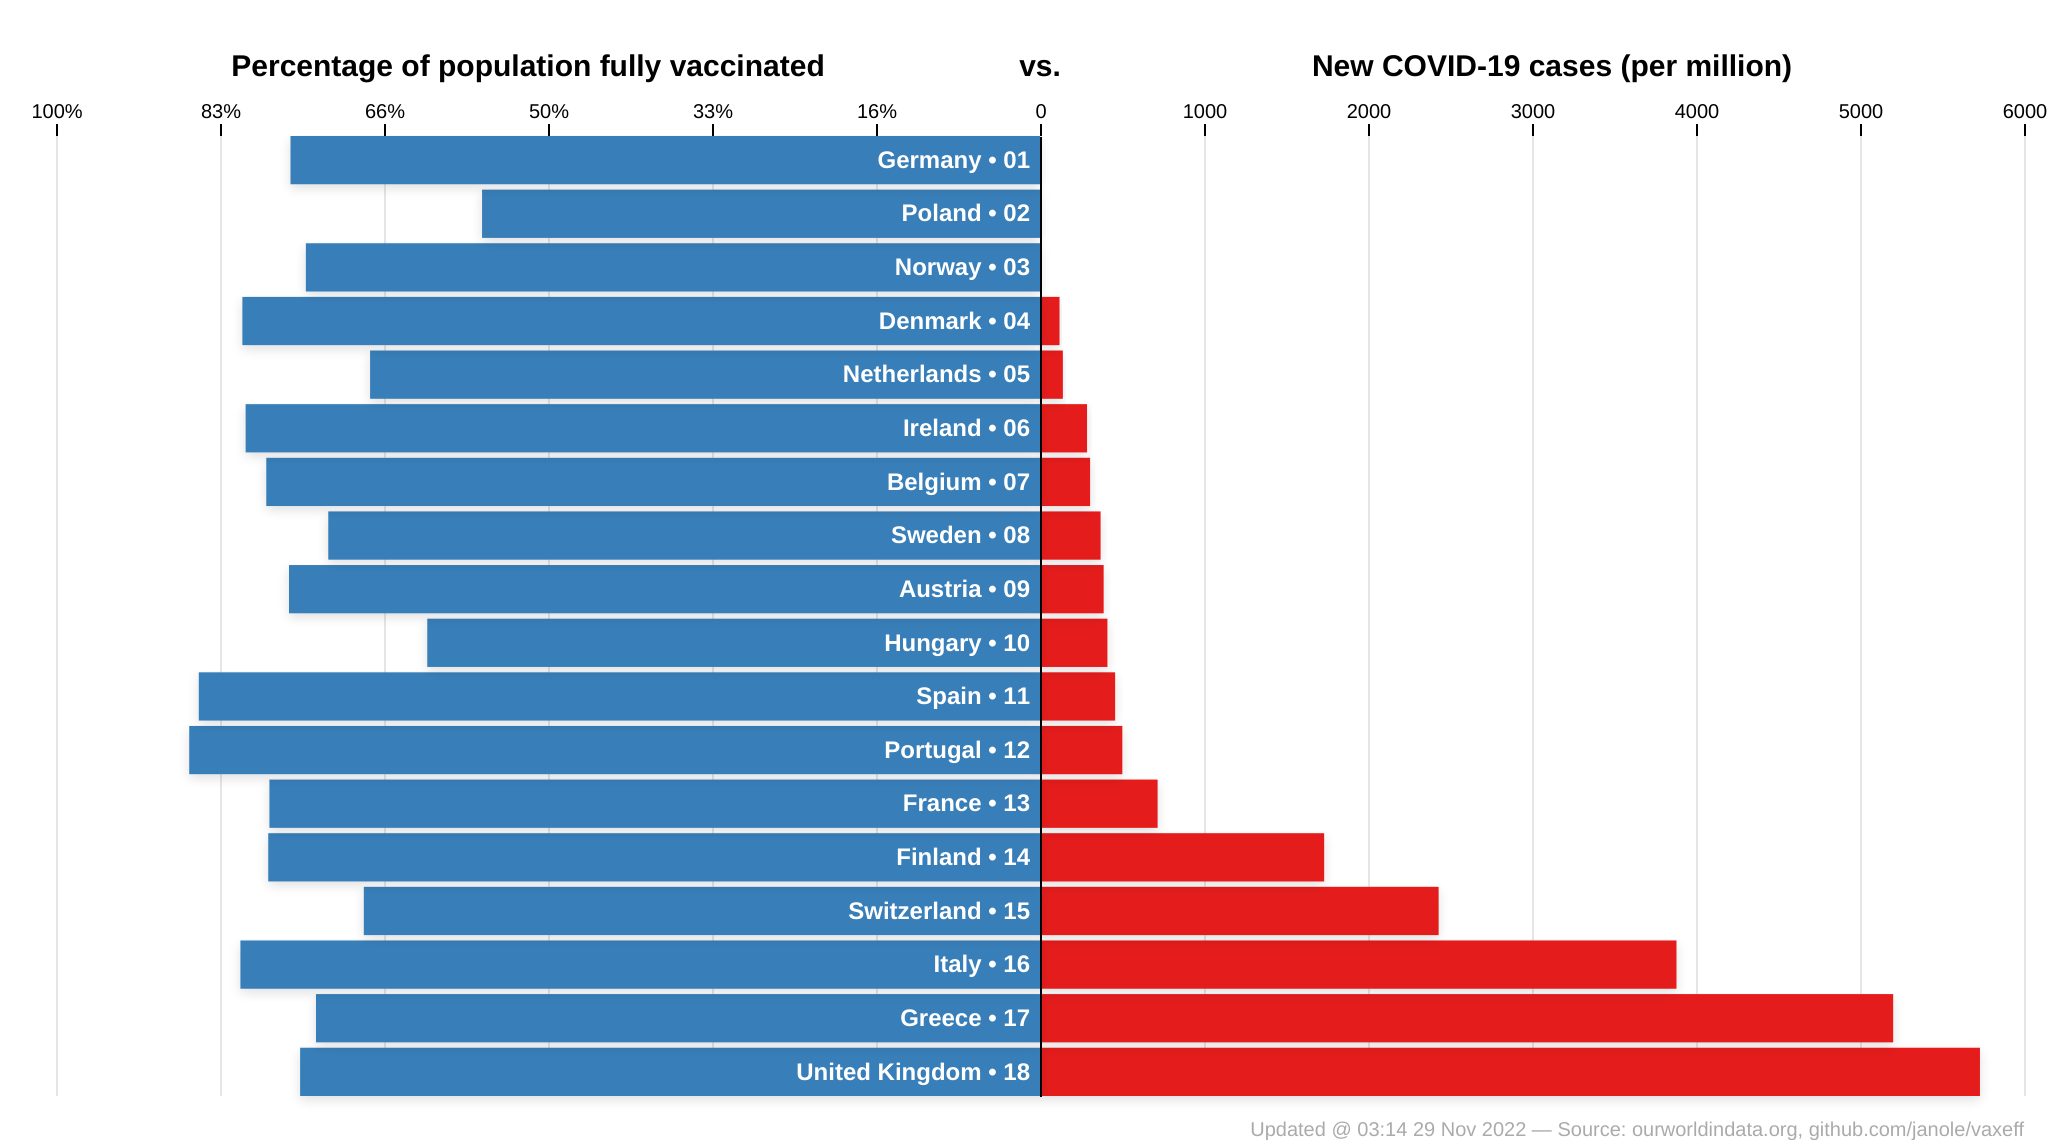 Percentage of population fully vaccinated vs. New COVID-19 cases (per million)
100% 83% 66% 50% 33% 16% 0 1000 2000 3000 4000 5000 6000
Germany • 01
Poland • 02
Norway • 03
Denmark • 04
Netherlands • 05
Ireland • 06
Belgium • 07
Sweden • 08
Austria • 09
Hungary • 10
Spain • 11
Portugal • 12
France • 13
Finland • 14
Switzerland • 15
Italy • 16
Greece • 17
United Kingdom • 18
Updated @ 03:14 29 Nov 2022 — Source: ourworldindata.org, github.com/janole/vaxeff